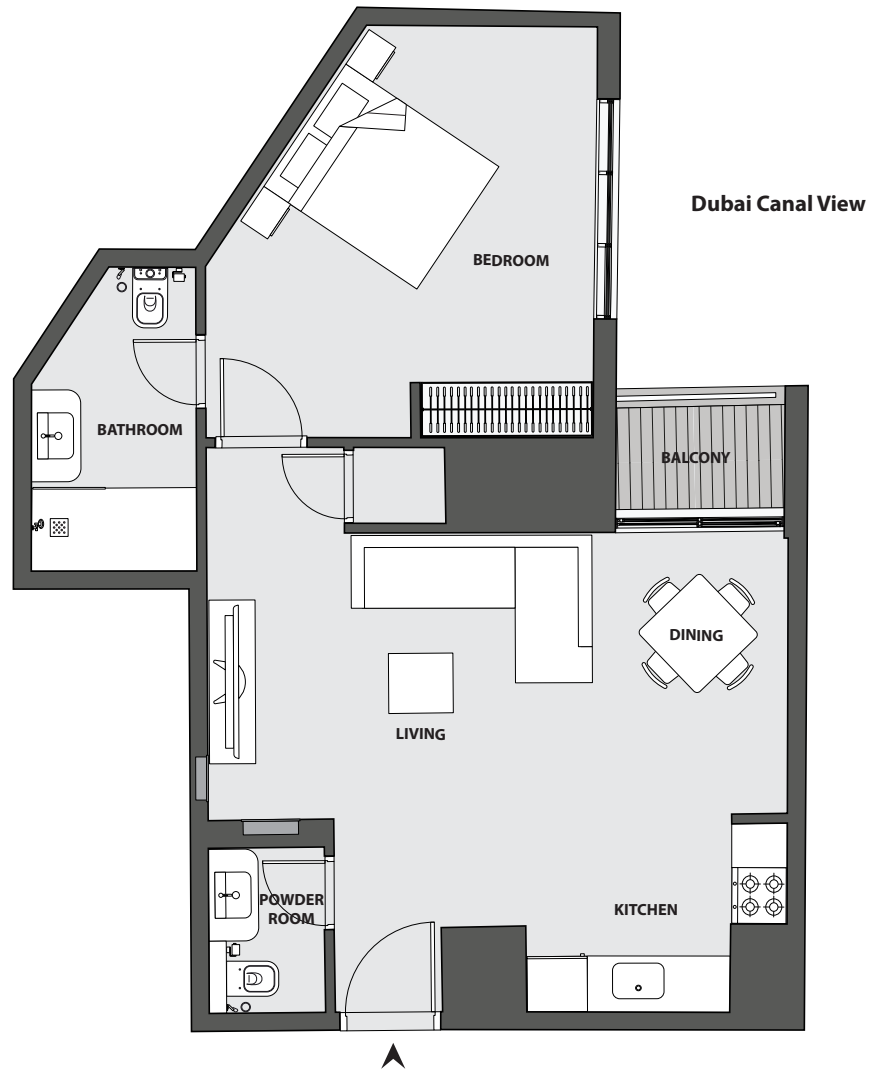 Dubai Canal View
BEDROOM
BATHROOM
BALCONY
DINING
LIVING
POWDER
ROOM
KITCHEN